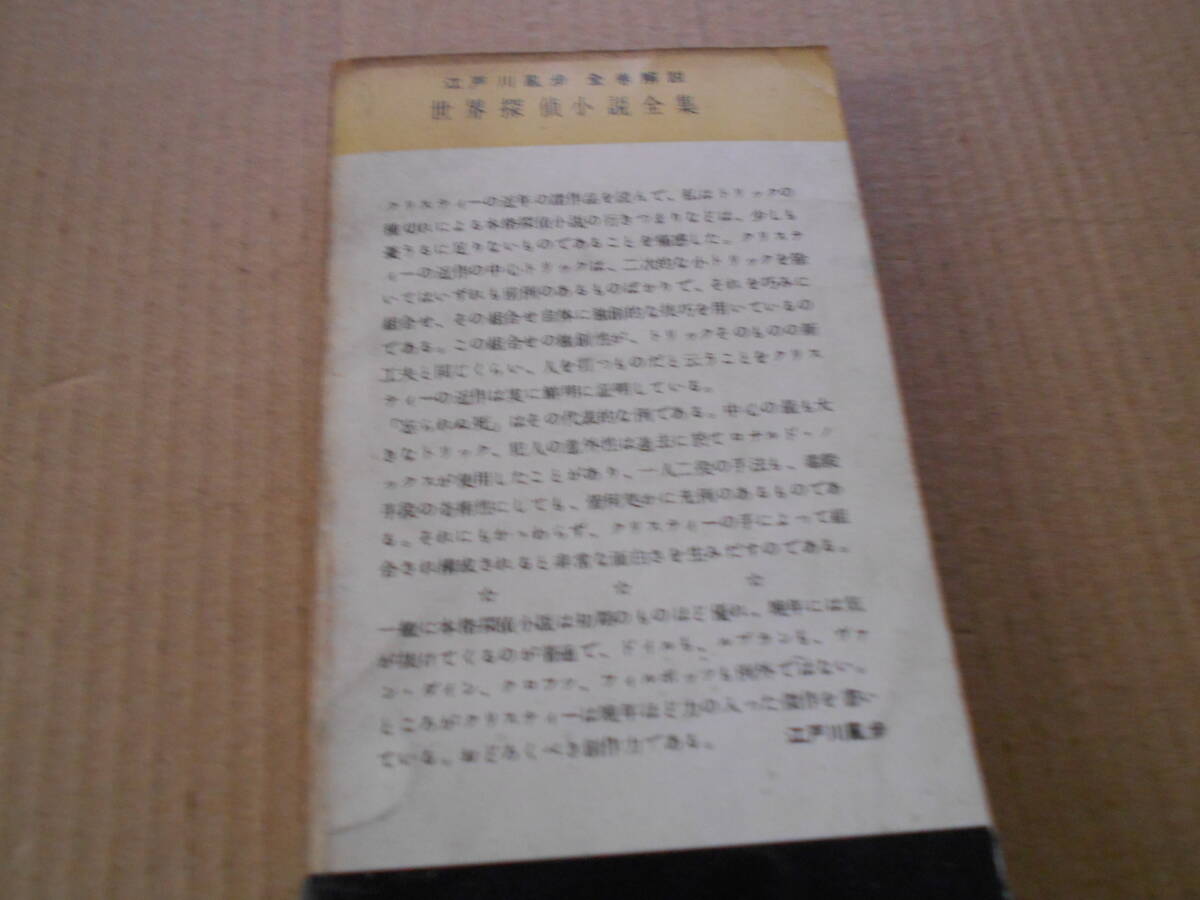 江戸川亂歩 全巻解説
世界探偵小説全集
クリスティーの近年の諸作品を読んで、私はトリックの
種切れによる本格探偵小説の行きづまりなどは、少しも
憂うるに足りないものであることを痛感した。クリステ
ィーの近作の中心トリックは、二次的な小トリックを除
いてはいずれも前例のあるものばかりで、それを巧みに
組合せ、その組合せ自体に独創的な技巧を用いているの
である。この組合せの独創性が、トリックそのものの新
工夫と同じくらい、人を打つものだと云うことをクリス
ティーの近作は実に鮮明に証明している。
『忘られぬ死』はその代表的な例である。中心の最も大
きなトリック、犯人の意外性は過去に於てロナルド・ノ
ックスが使用したことがあり、一人二役の手法も、毒殺
手段の奇術性にしても、
に先例のあるものであ
る。それにもかゝわらず、クリスティーの手によって組
合され構成されると非常な面白さを生みだすのである。
☆ ☆ ☆
一般に本格探偵小説は初期のものほど優れ、晩年には気
が抜けてくるのが普通で、ドイルも、ルブランも、ヴァ
ン・ダイン、クロフツ、フィルポッツも例外ではない。
ところがクリスティーは晩年ほど力の入った傑作を書い
ている。おどろくべき創作力である。 江戸川亂歩